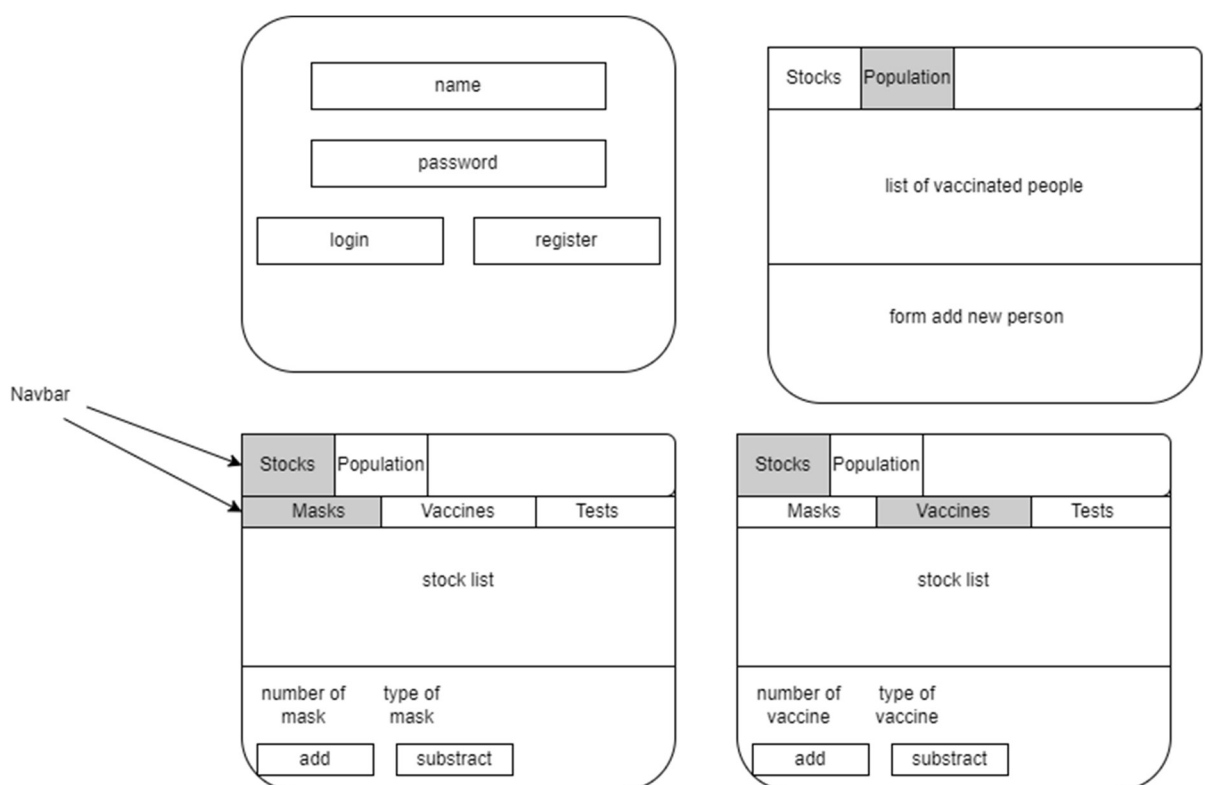 name
password
login
register
Stocks
Population
list of vaccinated people
form add new person
Navbar
Stocks
Population
Masks
Vaccines
Tests
stock list
number of
mask
type of
mask
add
substract
Stocks
Population
Masks
Vaccines
Tests
stock list
number of
vaccine
type of
vaccine
add
substract